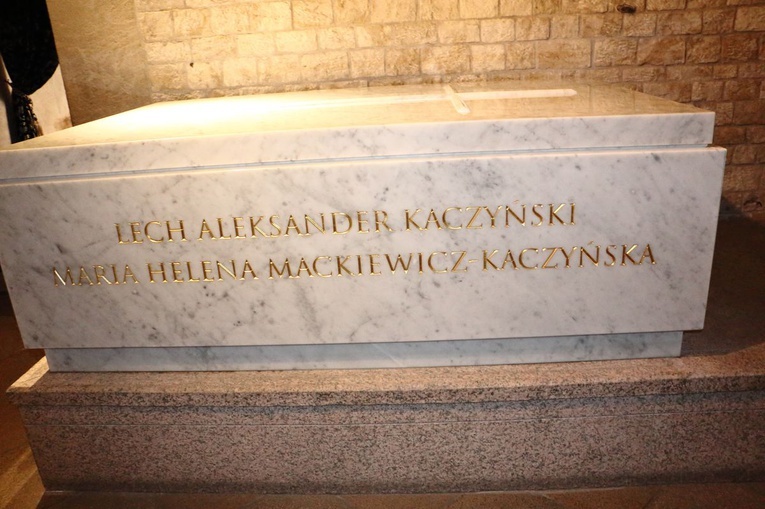 LECH ALEKSANDER KACZYŃSKI
MARIA HELENA MACKIEWICZ-KACZYŃSKA